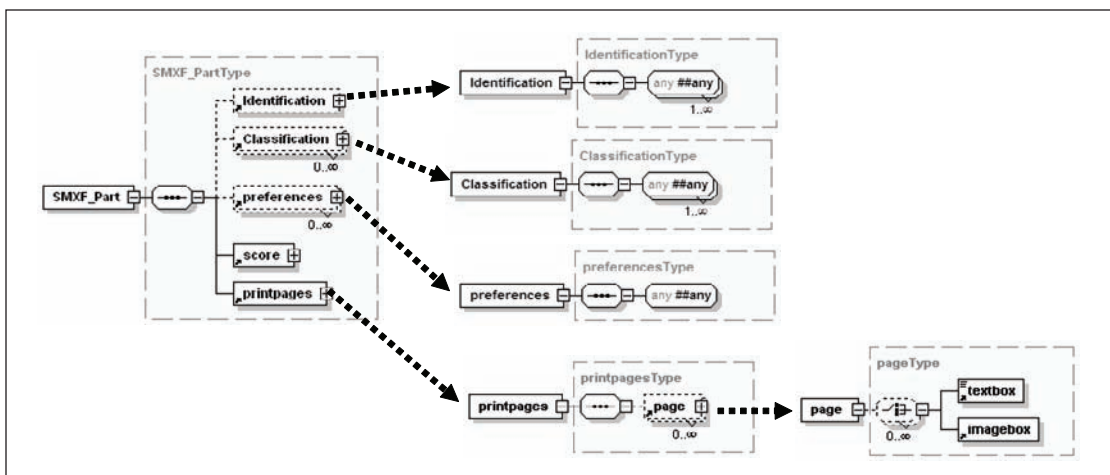 SMXF_PartType
SMXF_Part
Identification
Classification
0..∞
preferences
0..∞
score
printpages
IdentificationType
Identification
any ##any
1..∞
ClassificationType
Classification
any ##any
1..∞
preferencesType
preferences
any ##any
printpagesType
printpages
page
0..∞
pageType
page
0..∞
textbox
imagebox